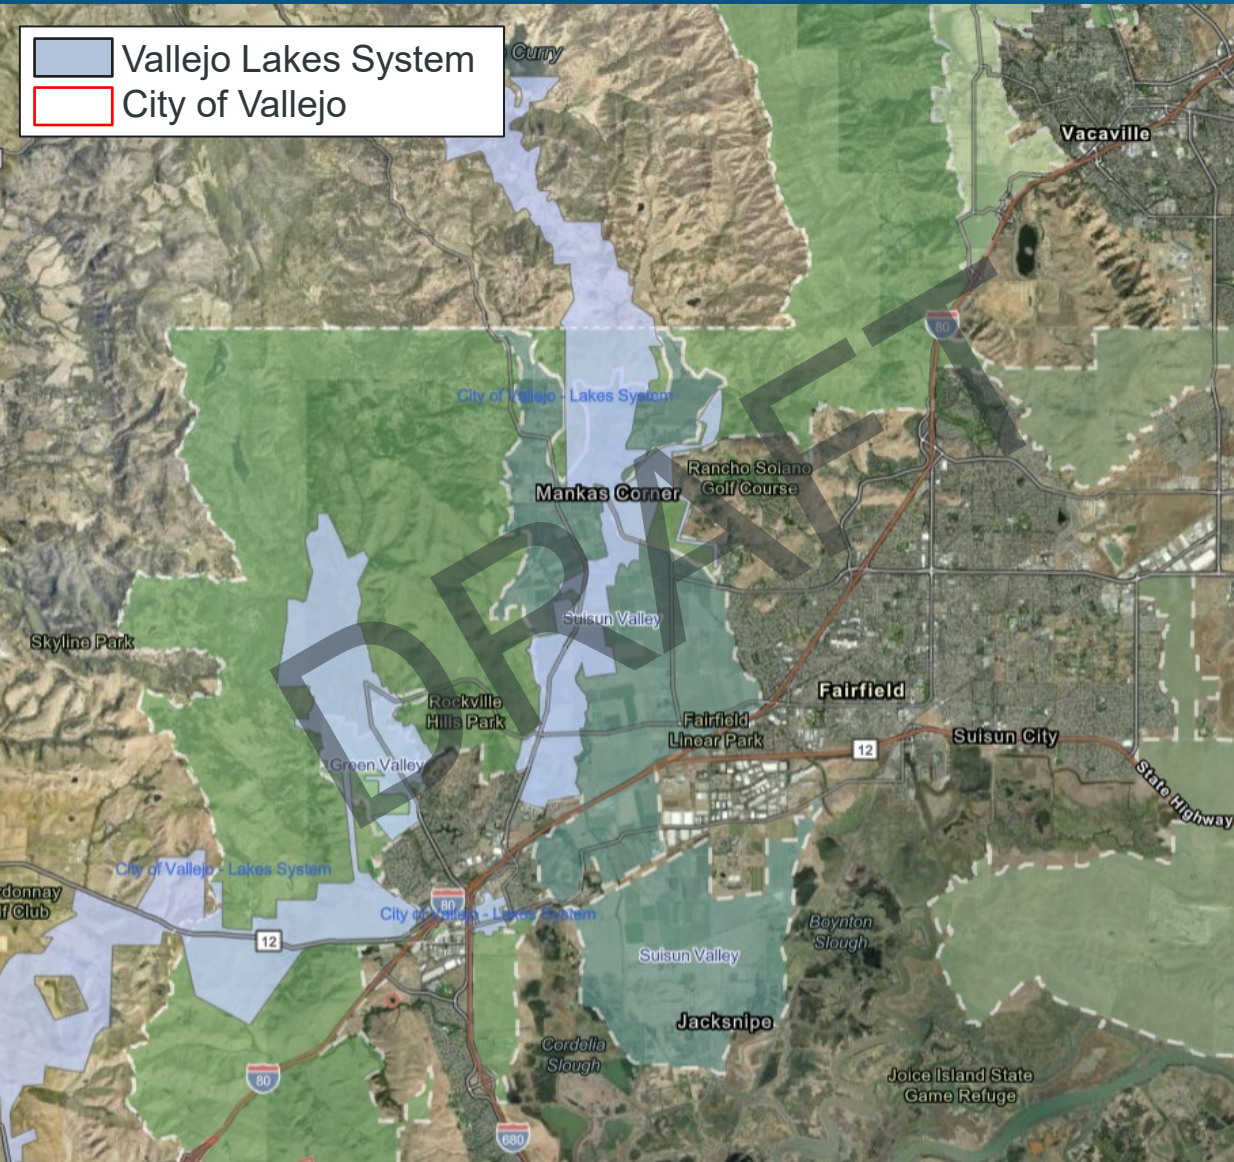 Vallejo Lakes System
City of Vallejo
Curry
Vacaville
80
City of Vallejo - Lakes System
Rancho Solano
Golf Course
Mankas Corner
DRAFT
Suisun Valley
Skyline Park
Rockville
Hills Park
Fairfield
Fairfield
Linear Park
12
Suisun City
State Highway
Green Valley
City of Vallejo - Lakes System
rdonnay
lf Club
80
City of Vallejo - Lakes System
12
Boynton
Slough
Suisun Valley
Jacksnipe
Cordelia
Slough
80
Joice Island State
Game Refuge
680